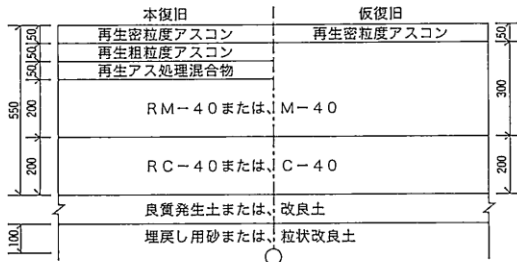 本復旧 仮復旧
50 再生密粒度アスコン 再生密粒度アスコン 50
50 再生粗粒度アスコン
50 再生アス処理混合物
550 200 RM-40または、M-40 300
200 RC-40または、C-40 200
良質発生土または、改良土
100 埋戻し用砂または、粒状改良土